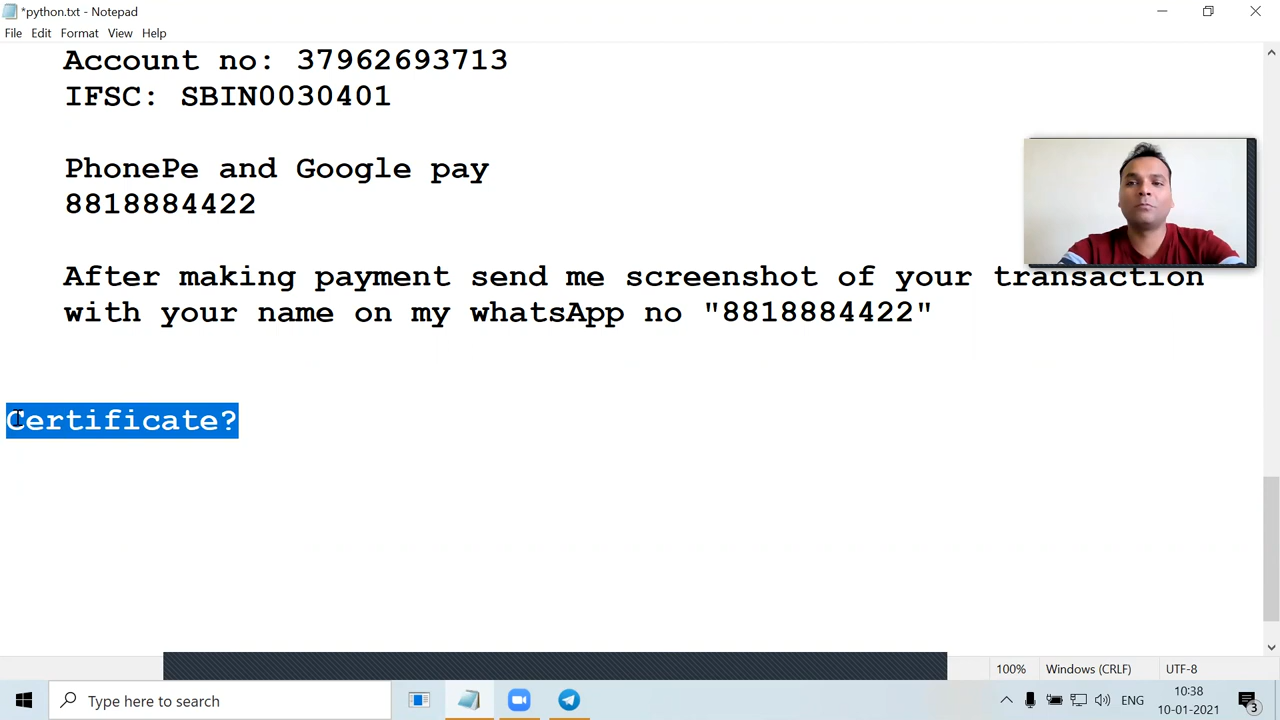 *python.txt - Notepad
File Edit Format View Help
Account no: 37962693713
IFSC: SBIN0030401
PhonePe and Google pay
8818884422
After making payment send me screenshot of your transaction
with your name on my whatsApp no "8818884422"
Certificate?
100% Windows (CRLF) UTF-8
Type here to search
ENG
10:38
10-01-2021
3